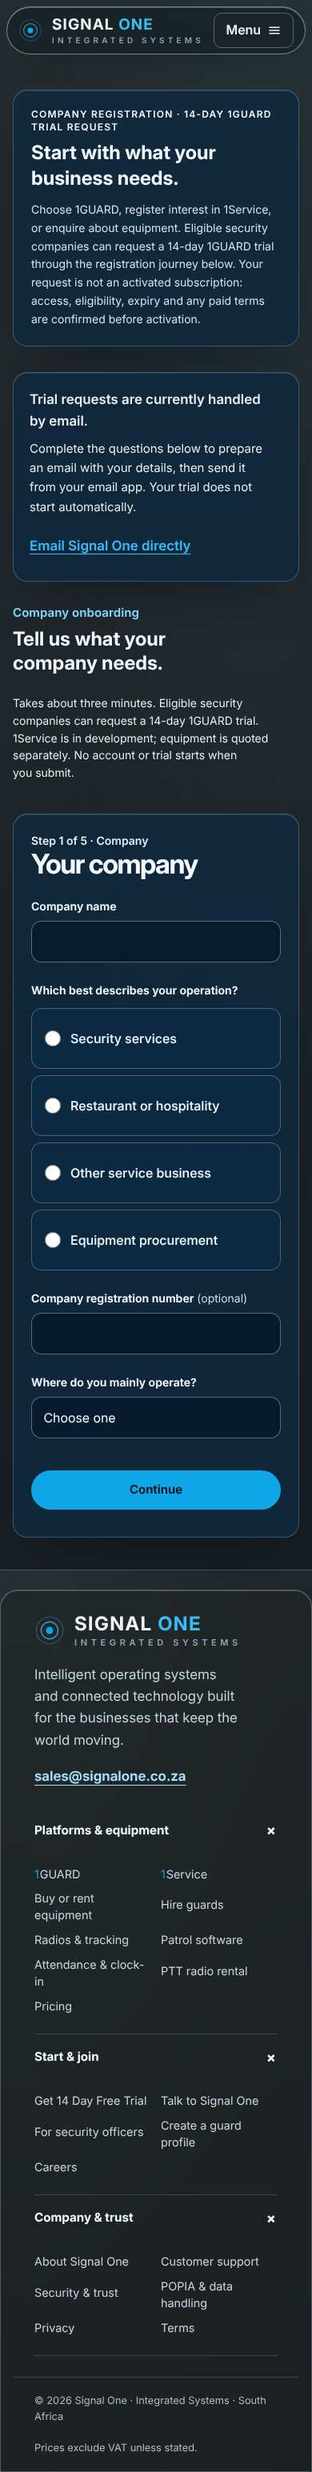 SIGNAL ONE
INTEGRATED SYSTEMS
Menu
COMPANY REGISTRATION · 14-DAY 1GUARD
TRIAL REQUEST
Start with what your
business needs.
Choose 1GUARD, register interest in 1Service,
or enquire about equipment. Eligible security
companies can request a 14-day 1GUARD trial
through the registration journey below. Your
request is not an activated subscription:
access, eligibility, expiry and any paid terms
are confirmed before activation.
Trial requests are currently handled
by email.
Complete the questions below to prepare
an email with your details, then send it
from your email app. Your trial does not
start automatically.
Email Signal One directly
Company onboarding
Tell us what your
company needs.
Takes about three minutes. Eligible security
companies can request a 14-day 1GUARD trial.
1Service is in development; equipment is quoted
separately. No account or trial starts when
you submit.
Step 1 of 5 · Company
Your company
Company name
Which best describes your operation?
Security services
Restaurant or hospitality
Other service business
Equipment procurement
Company registration number (optional)
Where do you mainly operate?
Choose one
Continue
SIGNAL ONE
INTEGRATED SYSTEMS
Intelligent operating systems
and connected technology built
for the businesses that keep the
world moving.
sales@signalone.co.za
Platforms & equipment
1GUARD
1Service
Buy or rent
equipment
Hire guards
Radios & tracking
Patrol software
Attendance & clock-
in
PTT radio rental
Pricing
Start & join
Get 14 Day Free Trial
Talk to Signal One
For security officers
Create a guard
profile
Careers
Company & trust
About Signal One
Customer support
Security & trust
POPIA & data
handling
Privacy
Terms
© 2026 Signal One · Integrated Systems · South
Africa
Prices exclude VAT unless stated.